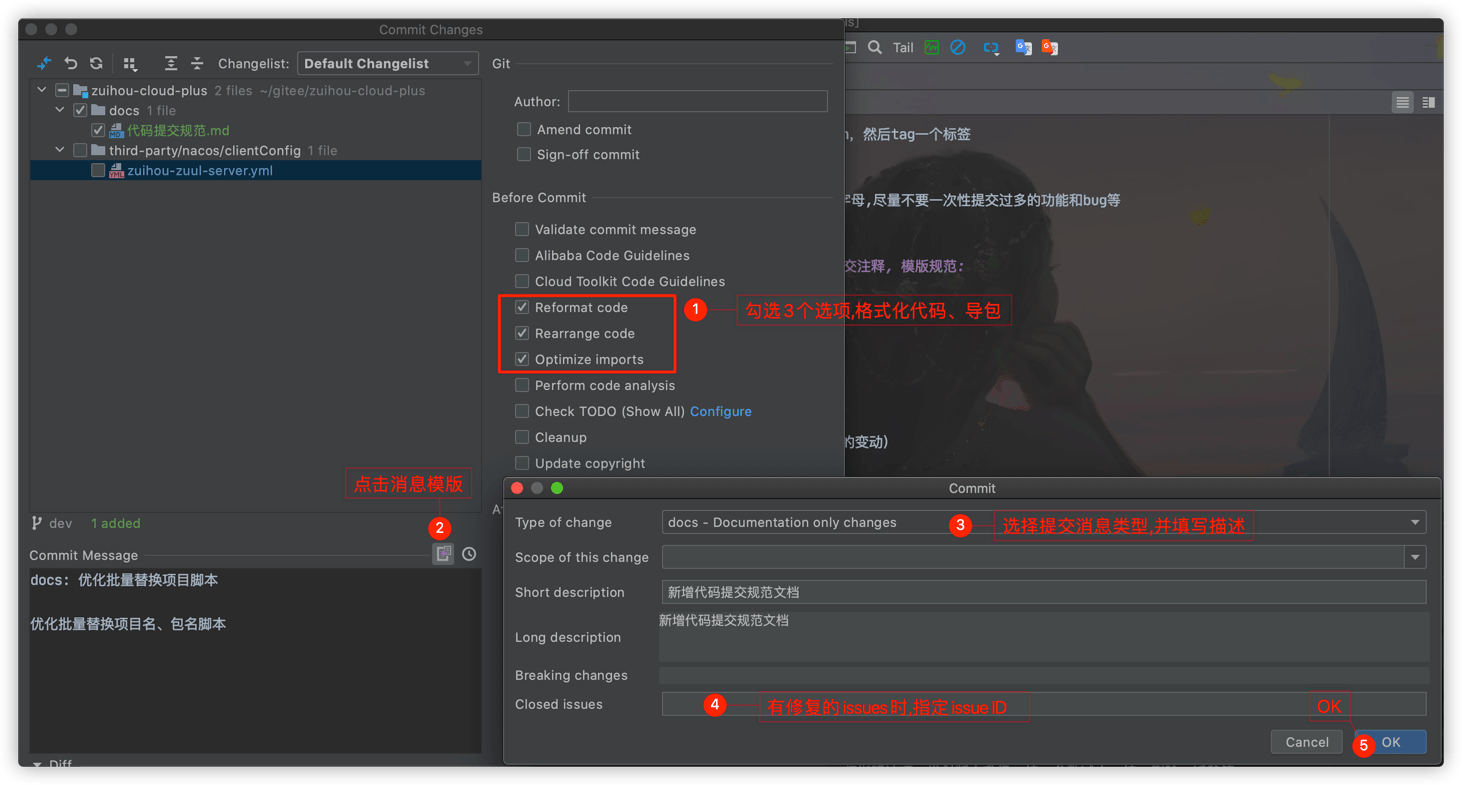 Commit Changes
is]
Changelist: Default Changelist
Git
Tail
zuihou-cloud-plus 2 files ~/gitee/zuihou-cloud-plus
docs 1 file
代码提交规范.md
third-party/nacos/clientConfig 1 file
zuihou-zuul-server.yml
Author:
Amend commit
Sign-off commit
Before Commit
Validate commit message
Alibaba Code Guidelines
Cloud Toolkit Code Guidelines
Reformat code
Rearrange code
Optimize imports
Perform code analysis
Check TODO (Show All) Configure
Cleanup
Update copyright
1 勾选3个选项,格式化代码、导包
，然后tag一个标签
字母,尽量不要一次性提交过多的功能和bug等
交注释, 模版规范:
的变动)
点击消息模版
2
dev 1 added
Commit Message
docs: 优化批量替换项目脚本
优化批量替换项目名、包名脚本
Diff
Commit
Type of change docs - Documentation only changes
3 选择提交消息类型,并填写描述
Scope of this change
Short description 新增代码提交规范文档
Long description 新增代码提交规范文档
Breaking changes
Closed issues
4 有修复的issues时,指定issue ID
OK
5
Cancel OK